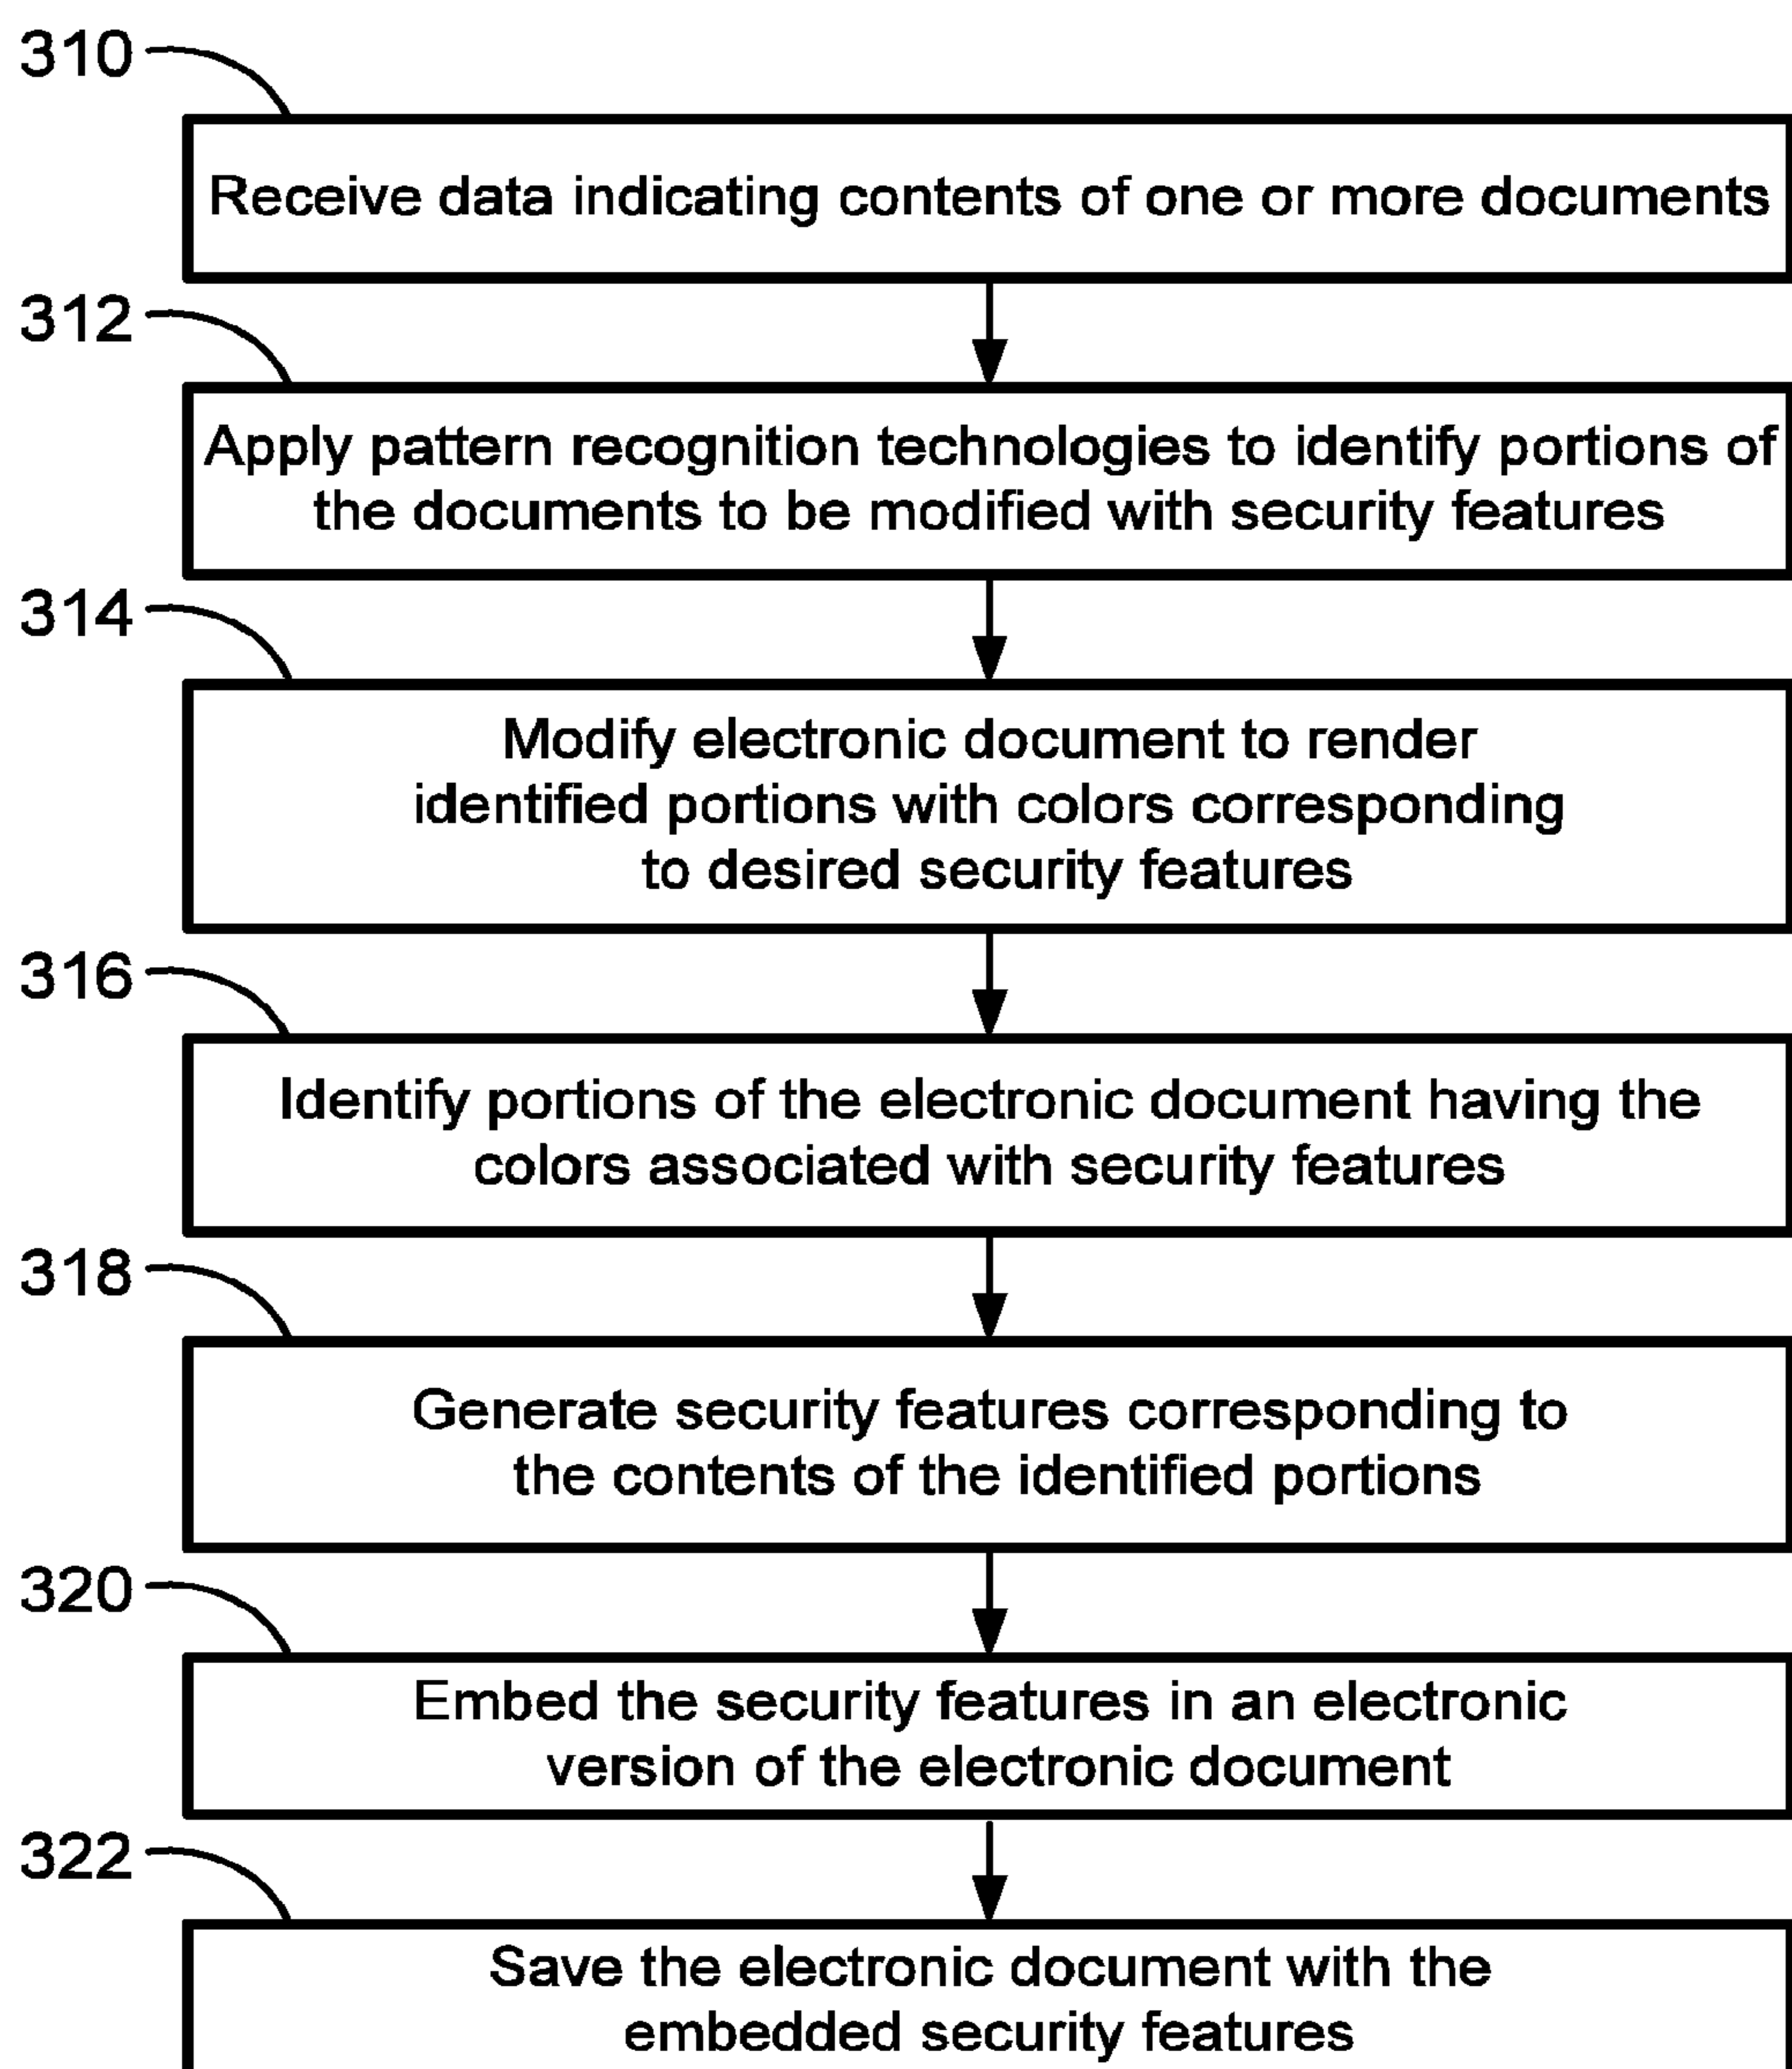 310
Receive data indicating contents of one or more documents
312
Apply pattern recognition technologies to identify portions of
the documents to be modified with security features
314
Modify electronic document to render
identified portions with colors corresponding
to desired security features
316
Identify portions of the electronic document having the
colors associated with security features
318
Generate security features corresponding to
the contents of the identified portions
320
Embed the security features in an electronic
version of the electronic document
322
Save the electronic document with the
embedded security features